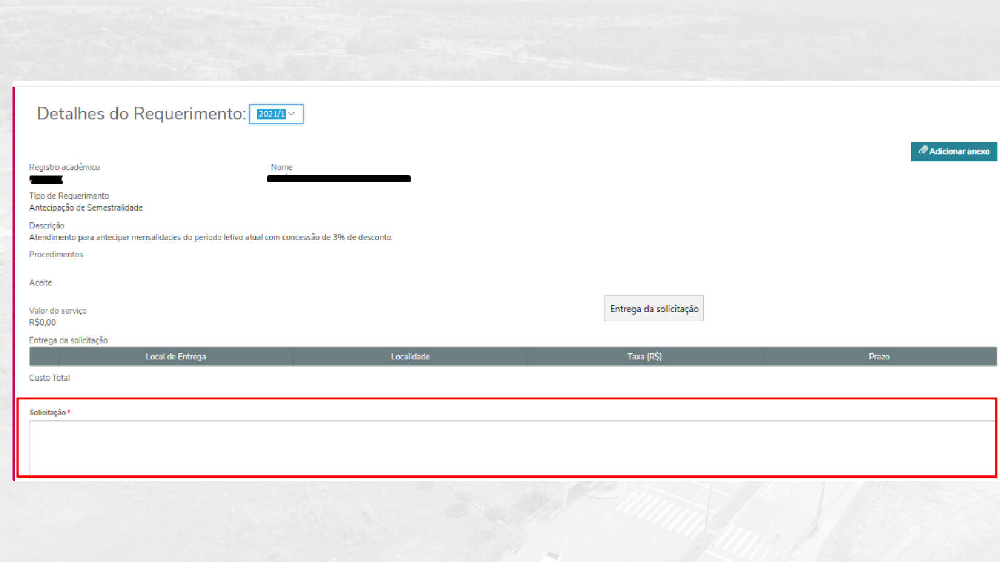 Detalhes do Requerimento: 2021/1
Adicionar anexo
Registro acadêmico Nome
Tipo de Requerimento
Antecipação de Semestralidade
Descrição
Atendimento para antecipar mensalidades do periodo letivo atual com concessão de 3% de desconto.
Procedimentos
Aceite
Entrega da solicitação
Valor do serviço
R$0,00
Entrega da solicitação
Local de Entrega Localidade Taxa (R$) Prazo
Custo Total
Solicitação *